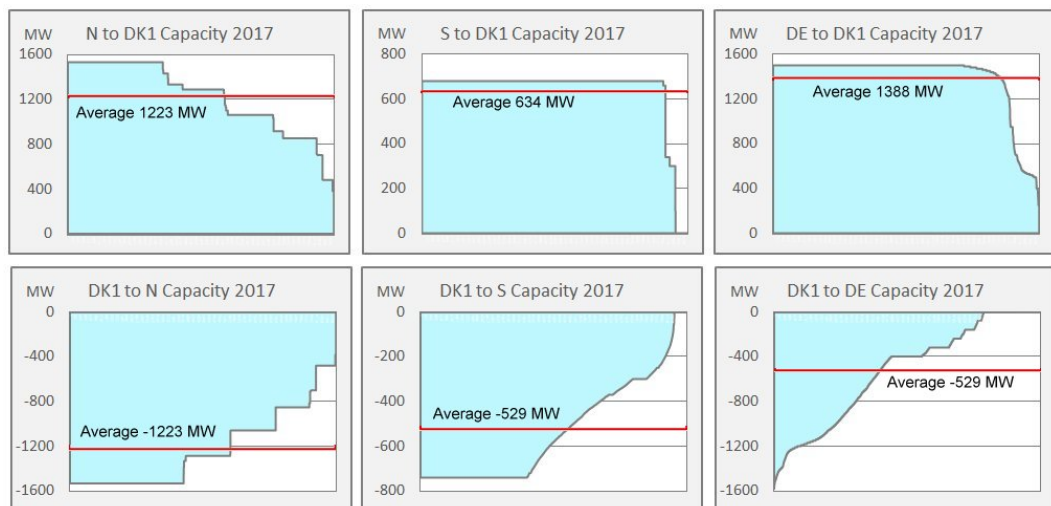 MW N to DK1 Capacity 2017
1600
1200
Average 1223 MW
800
400
0
MW S to DK1 Capacity 2017
800
600
Average 634 MW
400
200
0
MW DE to DK1 Capacity 2017
1600
1200
Average 1388 MW
800
400
0
MW DK1 to N Capacity 2017
0
-400
-800
Average -1223 MW
-1200
-1600
MW DK1 to S Capacity 2017
0
-200
-400
Average -529 MW
-600
-800
MW DK1 to DE Capacity 2017
0
-400
Average -529 MW
-800
-1200
-1600